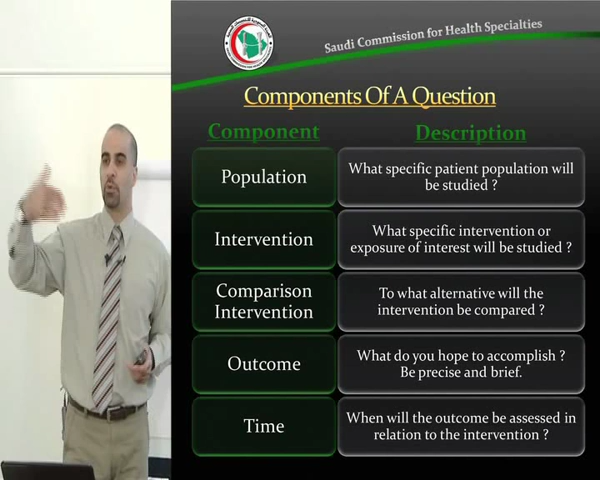 Saudi Commission for Health Specialties
Components Of A Question
Component
Description
Population
What specific patient population will
be studied ?
Intervention
What specific intervention or
exposure of interest will be studied ?
Comparison
Intervention
To what alternative will the
intervention be compared ?
Outcome
What do you hope to accomplish ?
Be precise and brief.
Time
When will the outcome be assessed in
relation to the intervention ?